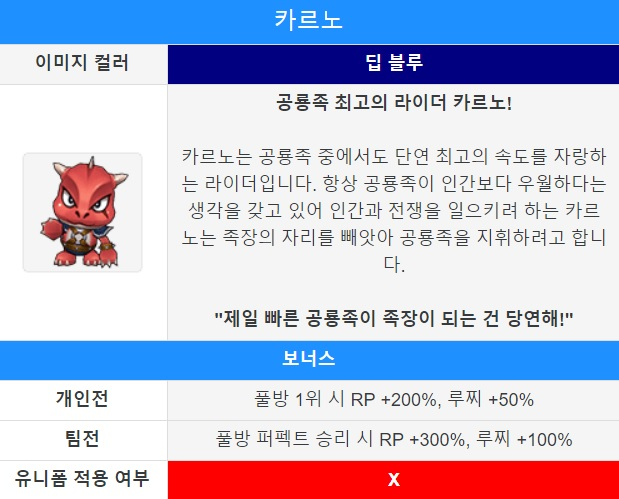 카르노
이미지 컬러
딥 블루
공룡족 최고의 라이더 카르노!
카르노는 공룡족 중에서도 단연 최고의 속도를 자랑하
는 라이더입니다. 항상 공룡족이 인간보다 우월하다는
생각을 갖고 있어 인간과 전쟁을 일으키려 하는 카르
노는 족장의 자리를 빼앗아 공룡족을 지휘하려고 합니
다.
"제일 빠른 공룡족이 족장이 되는 건 당연해!"
보너스
개인전
풀방 1위 시 RP +200%, 루찌 +50%
팀전
풀방 퍼펙트 승리 시 RP +300%, 루찌 +100%
유니폼 적용 여부
X